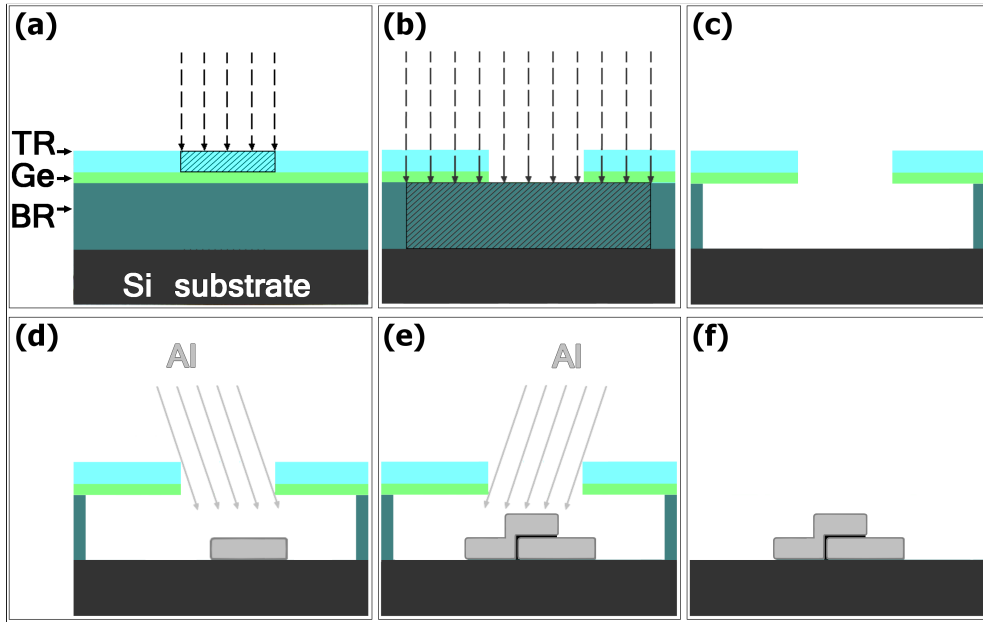 (a)
TR
Ge
BR
Si substrate
(b)
(c)
(d)
Al
(e)
Al
(f)